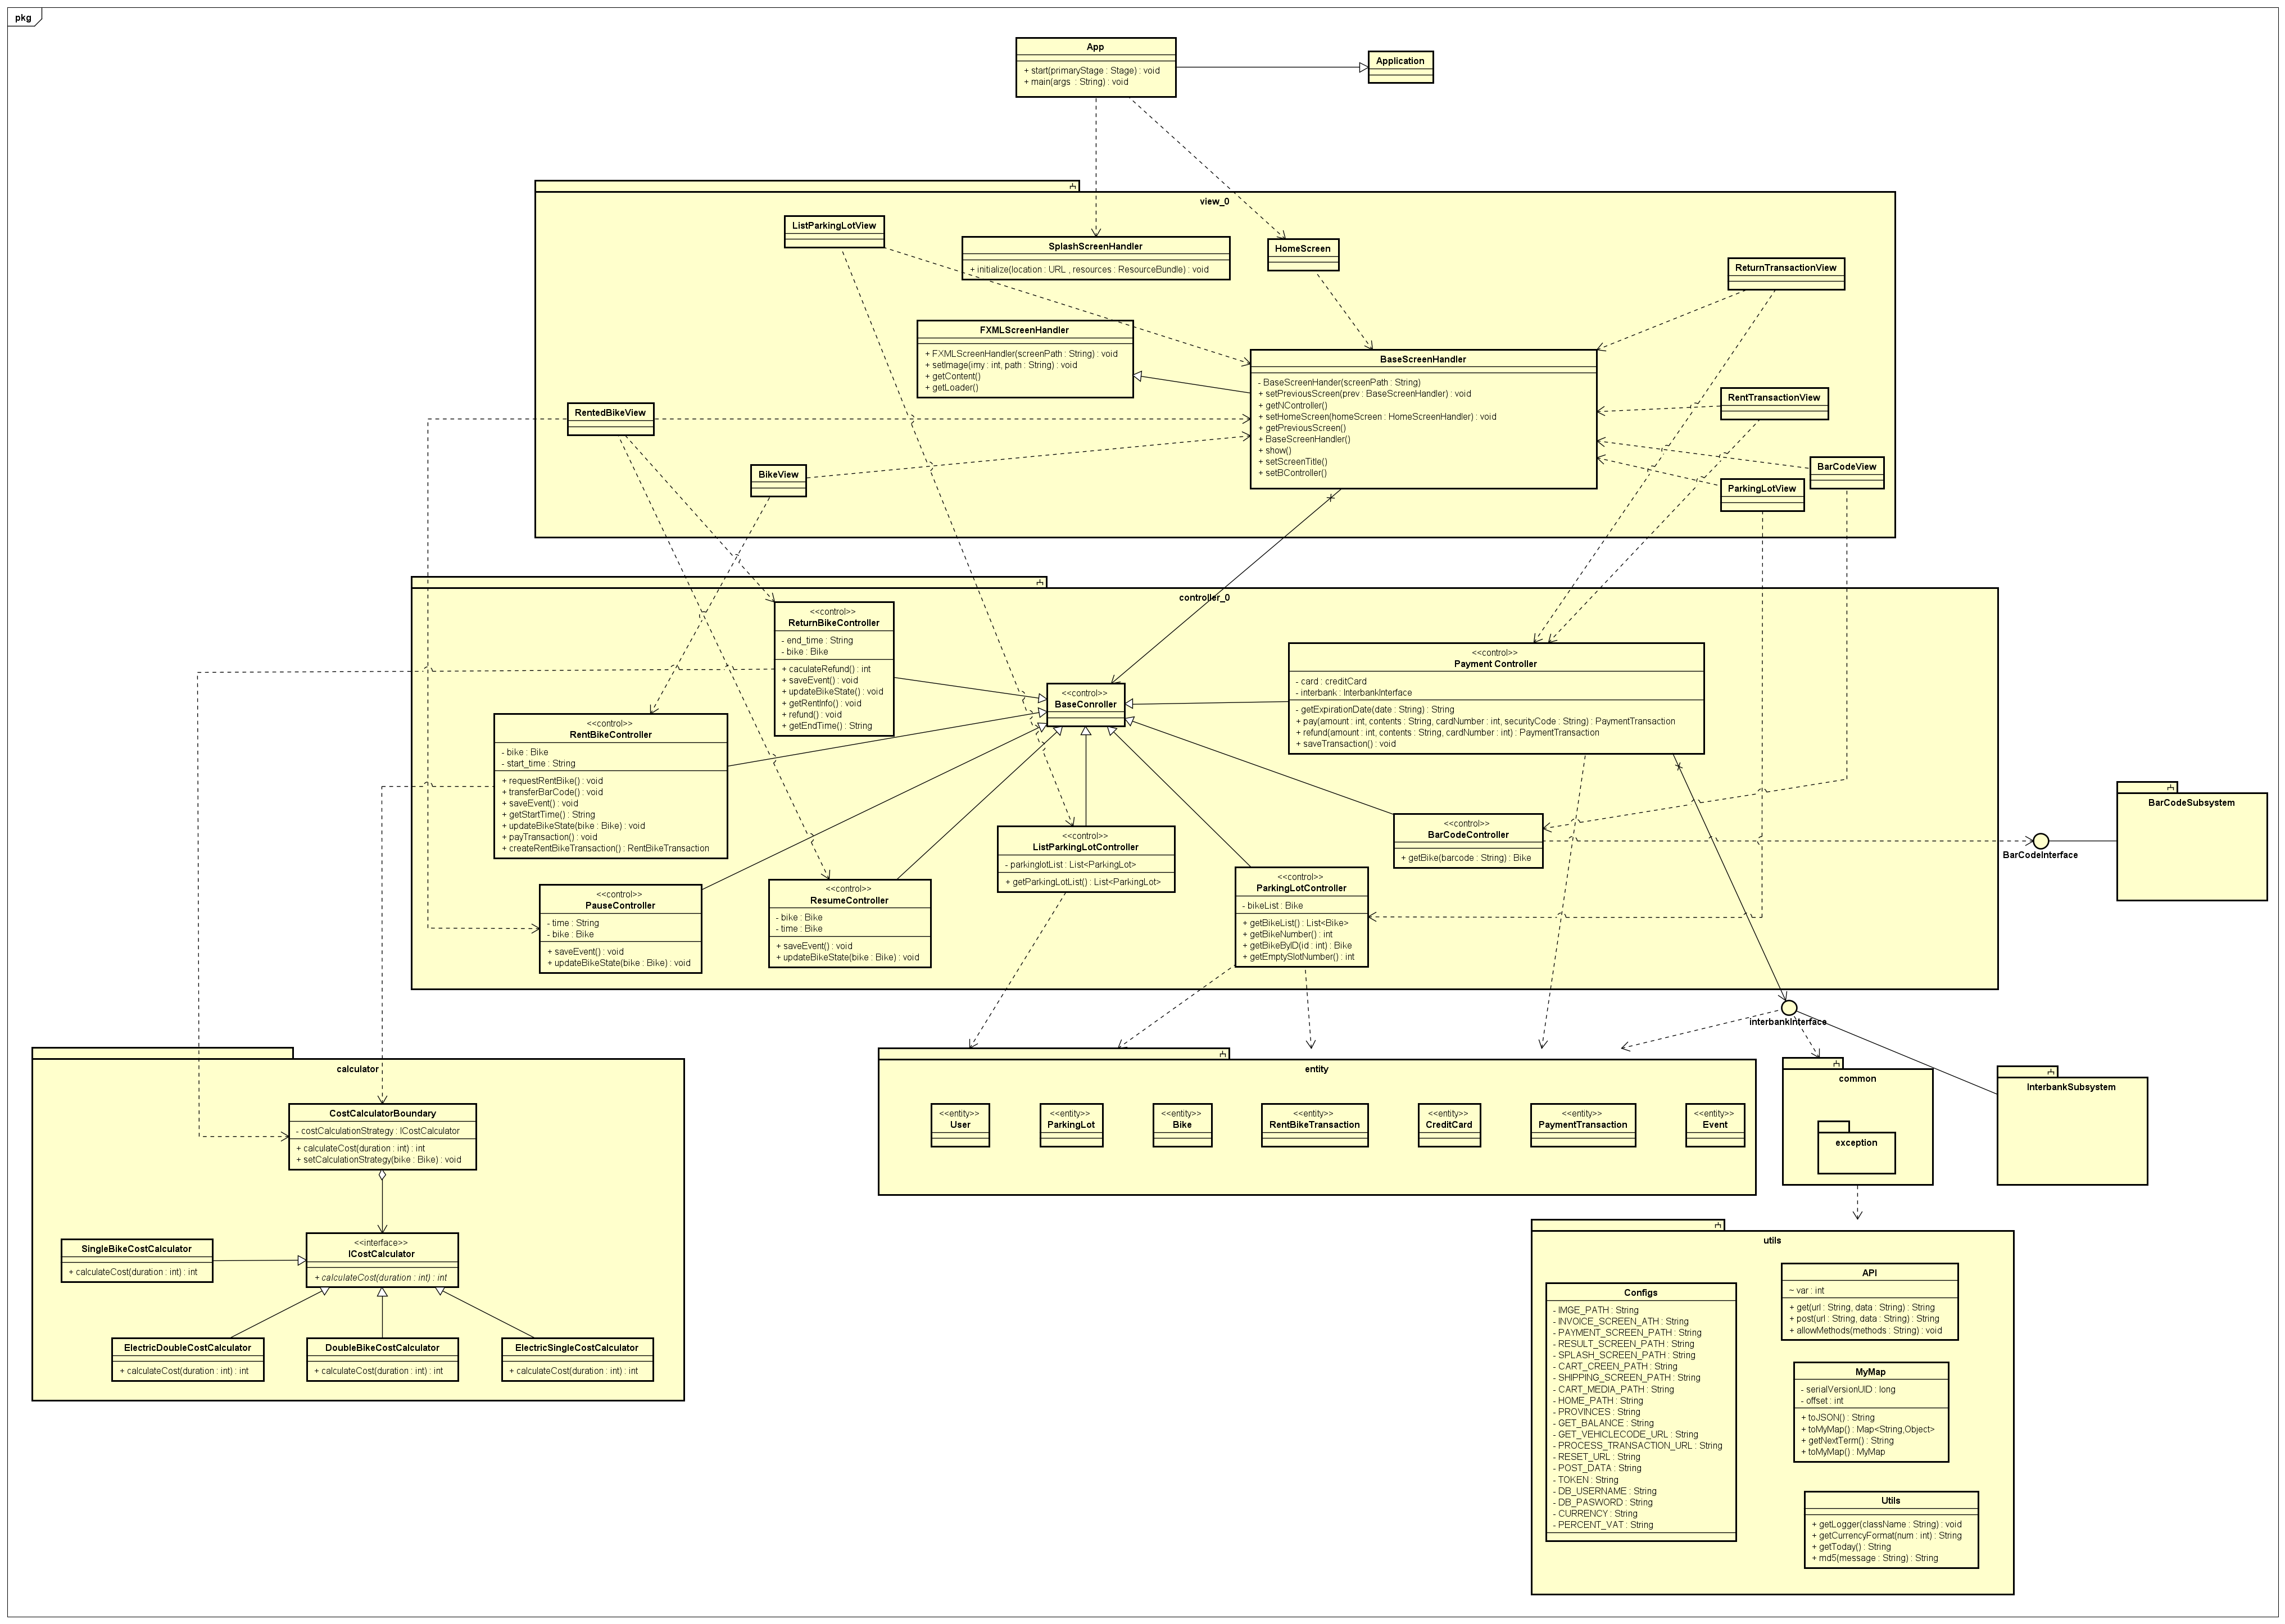 pkg
App
+ start(primaryStage : Stage) : void
+ main(args : String) : void
Application
view_0
ListParkingLotView
SplashScreenHandler
+ initialize(location : URL , resources : ResourceBundle) : void
HomeScreen
ReturnTransactionView
FXMLScreenHandler
+ FXMLScreenHandler(screenPath : String) : void
+ setImage(imy : int, path : String) : void
+ getContent()
+ getLoader()
BaseScreenHandler
- BaseScreenHander(screenPath : String)
+ setPreviousScreen(prev : BaseScreenHandler) : void
+ getNController()
+ setHomeScreen(homeScreen : HomeScreenHandler) : void
+ getPreviousScreen()
+ BaseScreenHandler()
+ show()
+ setScreenTitle()
+ setBController()
RentedBikeView
RentTransactionView
BikeView
BarCodeView
ParkingLotView
controller_0
<<control>>
ReturnBikeController
- end_time : String
- bike : Bike
+ caculateRefund() : int
+ saveEvent() : void
+ updateBikeState() : void
+ getRentInfo() : void
+ refund() : void
+ getEndTime() : String
<<control>>
Payment Controller
- card : creditCard
- interbank : InterbankInterface
- getExpirationDate(date : String) : String
+ pay(amount : int, contents : String, cardNumber : int, securityCode : String) : PaymentTransaction
+ refund(amount : int, contents : String, cardNumber : int) : PaymentTransaction
+ saveTransaction() : void
<<control>>
BaseConroller
<<control>>
RentBikeController
- bike : Bike
- start_time : String
+ requestRentBike() : void
+ transferBarCode() : void
+ saveEvent() : void
+ getStartTime() : String
+ updateBikeState(bike : Bike) : void
+ payTransaction() : void
+ createRentBikeTransaction() : RentBikeTransaction
<<control>>
ListParkingLotController
- parkinglotList : List<ParkingLot>
+ getParkingLotList() : List<ParkingLot>
<<control>>
BarCodeController
+ getBike(barcode : String) : Bike
BarCodeInterface
BarCodeSubsystem
<<control>>
PauseController
- time : String
- bike : Bike
+ saveEvent() : void
+ updateBikeState(bike : Bike) : void
<<control>>
ResumeController
- bike : Bike
- time : Bike
+ saveEvent() : void
+ updateBikeState(bike : Bike) : void
<<control>>
ParkingLotController
- bikeList : Bike
+ getBikeList() : List<Bike>
+ getBikeNumber() : int
+ getBikeByID(id : int) : Bike
+ getEmptySlotNumber() : int
interbankInterface
calculator
CostCalculatorBoundary
- costCalculationStrategy : ICostCalculator
+ calculateCost(duration : int) : int
+ setCalculationStrategy(bike : Bike) : void
<<interface>>
ICostCalculator
+ calculateCost(duration : int) : int
SingleBikeCostCalculator
+ calculateCost(duration : int) : int
ElectricDoubleCostCalculator
+ calculateCost(duration : int) : int
DoubleBikeCostCalculator
+ calculateCost(duration : int) : int
ElectricSingleCostCalculator
+ calculateCost(duration : int) : int
entity
<<entity>>
User
<<entity>>
ParkingLot
<<entity>>
Bike
<<entity>>
RentBikeTransaction
<<entity>>
CreditCard
<<entity>>
PaymentTransaction
<<entity>>
Event
common
exception
InterbankSubsystem
utils
Configs
- IMGE_PATH : String
- INVOICE_SCREEN_ATH : String
- PAYMENT_SCREEN_PATH : String
- RESULT_SCREEN_PATH : String
- SPLASH_SCREEN_PATH : String
- CART_CREEN_PATH : String
- SHIPPING_SCREEN_PATH : String
- CART_MEDIA_PATH : String
- HOME_PATH : String
- PROVINCES : String
- GET_BALANCE : String
- GET_VEHICLECODE_URL : String
- PROCESS_TRANSACTION_URL : String
- RESET_URL : String
- POST_DATA : String
- TOKEN : String
- DB_USERNAME : String
- DB_PASWORD : String
- CURRENCY : String
- PERCENT_VAT : String
API
~ var : int
+ get(url : String, data : String) : String
+ post(url : String, data : String) : String
+ allowMethods(methods : String) : void
MyMap
- serialVersionUID : long
- offset : int
+ toJSON() : String
+ toMyMap() : Map<String,Object>
+ getNextTerm() : String
+ toMyMap() : MyMap
Utils
+ getLogger(className : String) : void
+ getCurrencyFormat(num : int) : String
+ getToday() : String
+ md5(message : String) : String